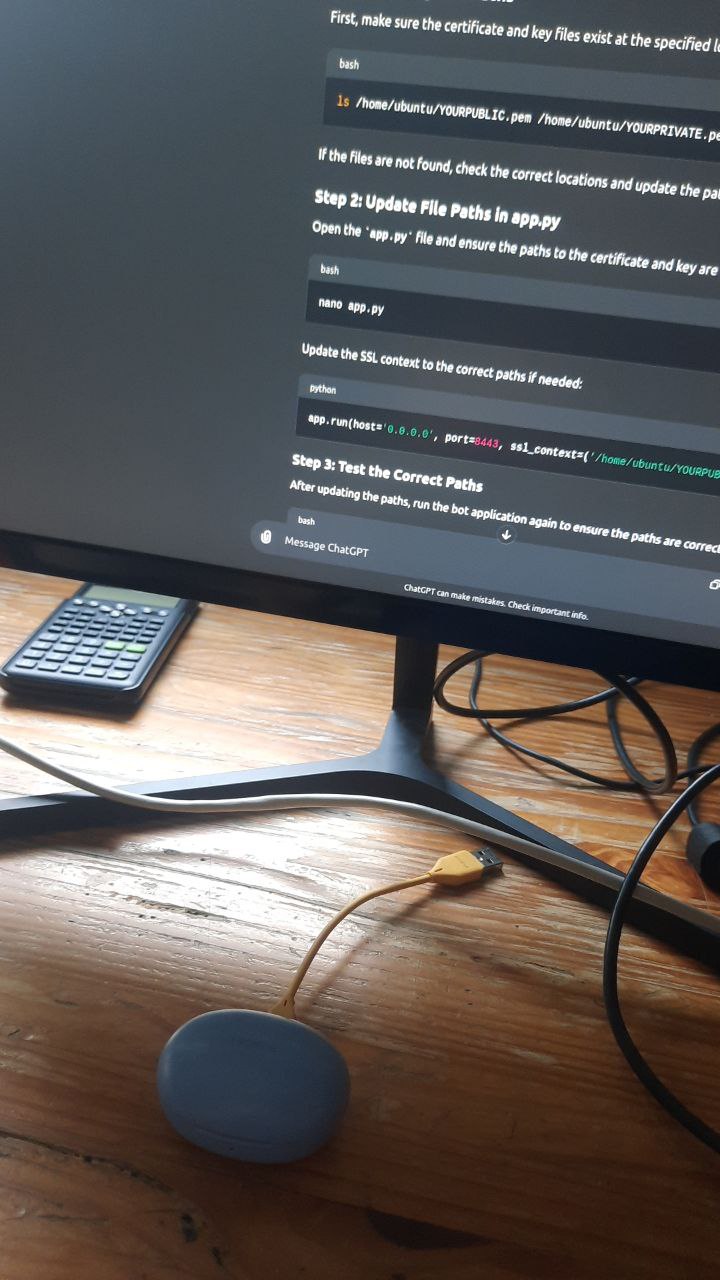 First, make sure the certificate and key files exist at the specified
bash
ls /home/ubuntu/YOURPUBLIC.pem /home/ubuntu/YOURPRIVATE.pe
If the files are not found, check the correct locations and update the pa
Step 2: Update File Paths in app.py
Open the `app.py` file and ensure the paths to the certificate and key are
bash
nano app.py
Update the SSL context to the correct paths if needed:
python
app.run(host='0.0.0.0', port=8443, ssl_context=('/home/ubuntu/YOURPUB
Step 3: Test the Correct Paths
After updating the paths, run the bot application again to ensure the paths are correct
bash
Message ChatGPT
ChatGPT can make mistakes. Check important info.